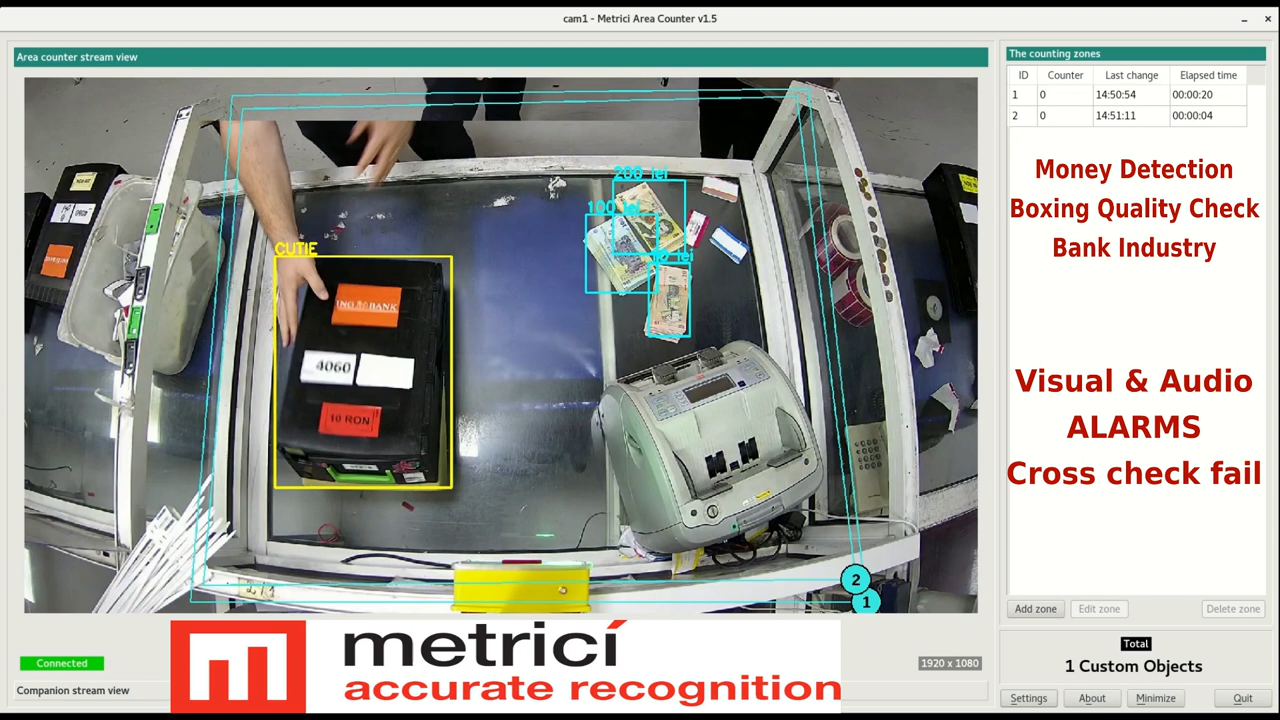 cam1 - Metrici Area Counter v1.5
Area counter stream view
The counting zones
ID Counter Last change Elapsed time
1 0 14:50:54 00:00:20
2 0 14:51:11 00:00:04
Money Detection
Boxing Quality Check
Bank Industry
Visual & Audio
ALARMS
Cross check fail
200 lei
100 lei
lei
CUTIE
ING BANK
4060
10 RON
2
1
Add zone Edit zone Delete zone
Total
1 Custom Objects
Connected
1920 x 1080
metricí
accurate recognition
Companion stream view
Settings About Minimize Quit